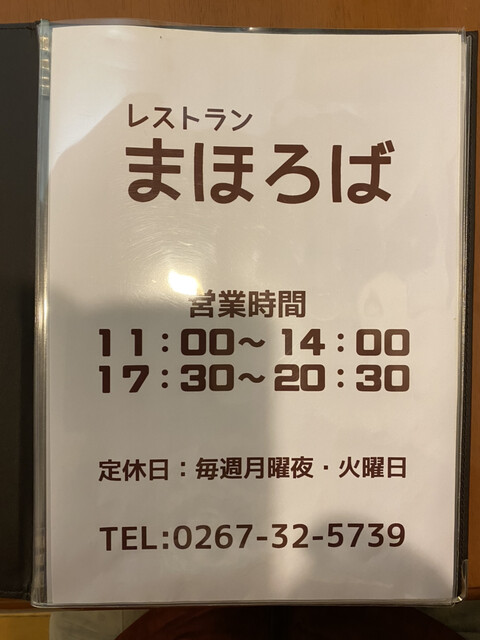 レストラン
まほろば
営業時間
11：00～14：00
17：30～20：30
定休日：毎週月曜夜・火曜日
TEL:0267-32-5739